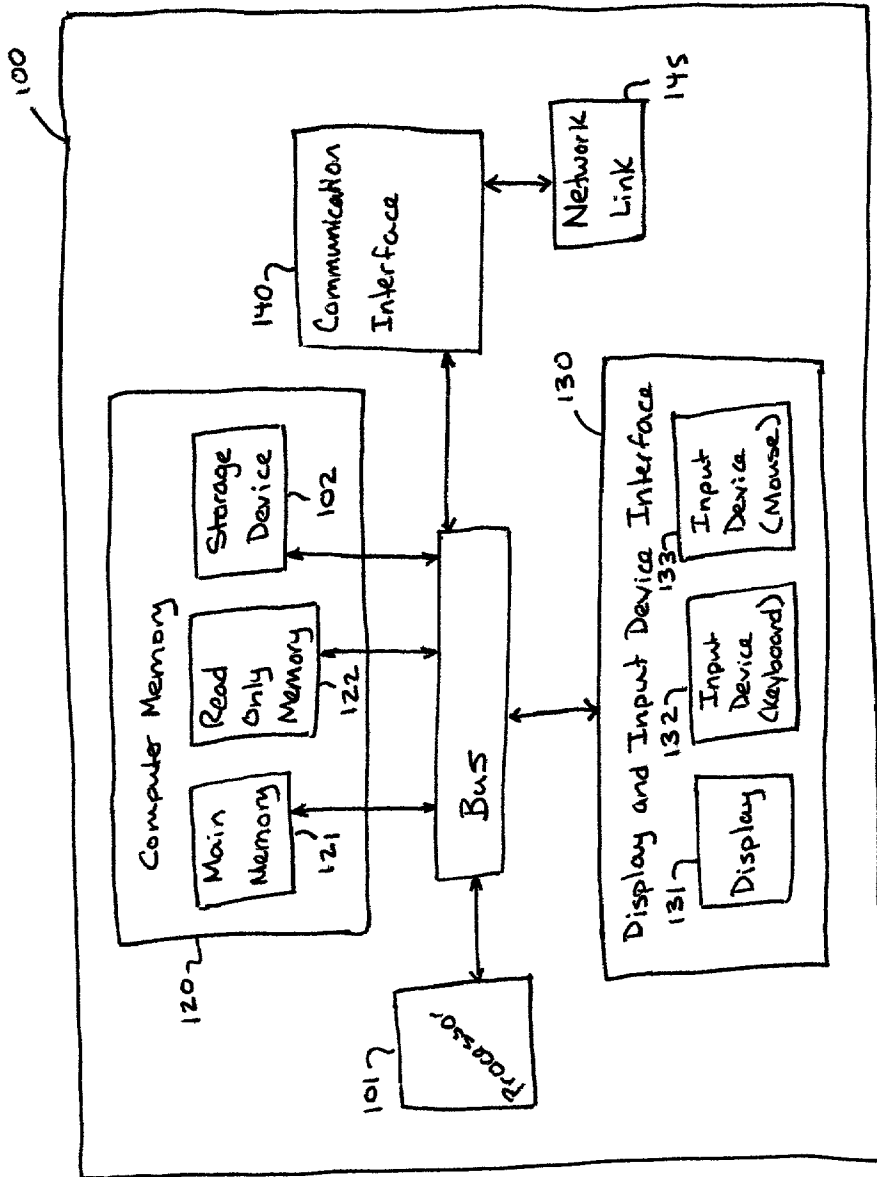 100
120
Computer Memory
Main
Memory
121
Read
Only
Memory
122
Storage
Device
102
140
Communication
Interface
101
Processor
Bus
Network
Link
145
130
Display and Input Device Interface
131
Display
132
Input
Device
(Keyboard)
133
Input
Device
(Mouse)